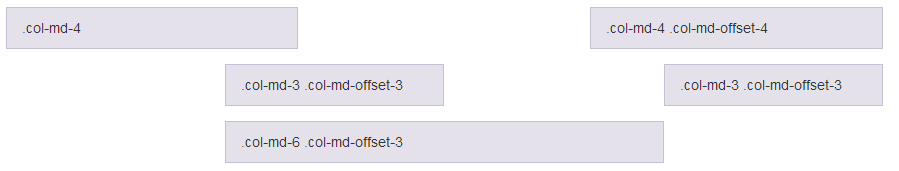 .col-md-4
.col-md-4 .col-md-offset-4
.col-md-3 .col-md-offset-3
.col-md-3 .col-md-offset-3
.col-md-6 .col-md-offset-3